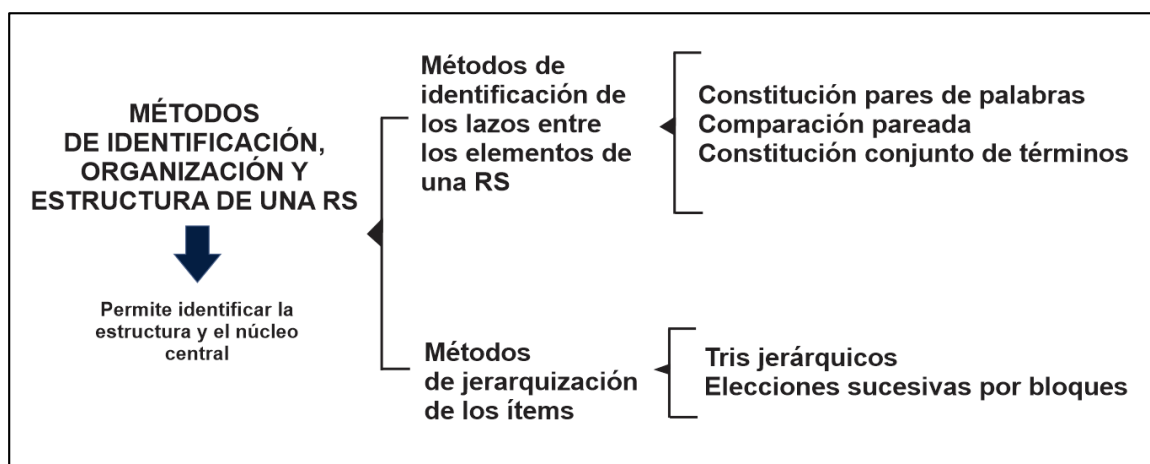 MÉTODOS
DE IDENTIFICACIÓN,
ORGANIZACIÓN Y
ESTRUCTURA DE UNA RS
Permite identificar la
estructura y el núcleo
central
Métodos de
identificación de
los lazos entre
los elementos de
una RS
Constitución pares de palabras
Comparación pareada
Constitución conjunto de términos
Métodos
de jerarquización
de los ítems
Tris jerárquicos
Elecciones sucesivas por bloques